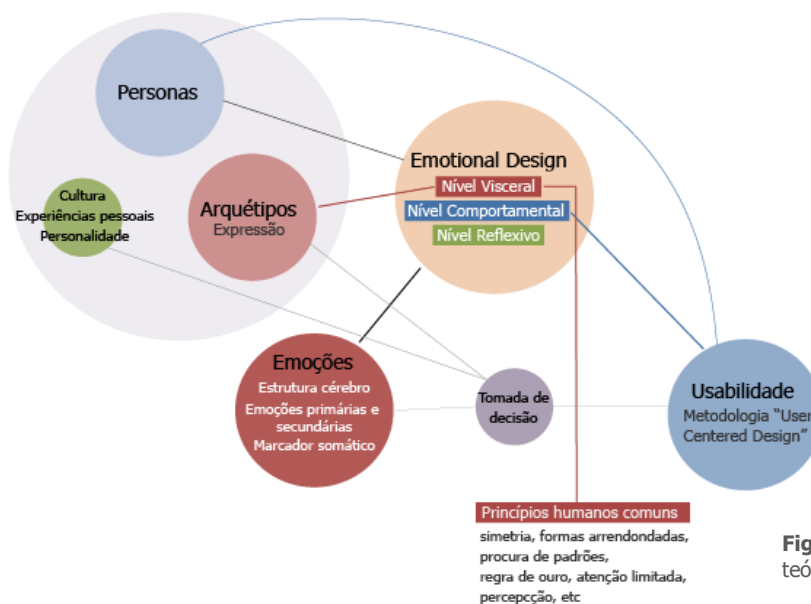 Personas
Emotional Design
Nível Visceral
Nível Comportamental
Nível Reflexivo
Cultura
Experiências pessoais
Personalidade
Arquétipos
Expressão
Emoções
Estrutura cérebro
Emoções primárias e
secundárias
Marcador somático
Tomada de
decisão
Usabilidade
Metodologia “User
Centered Design”
Princípios humanos comuns
simetria, formas arrendondadas,
procura de padrões,
regra de ouro, atenção limitada,
percepcção, etc
Fig
teó